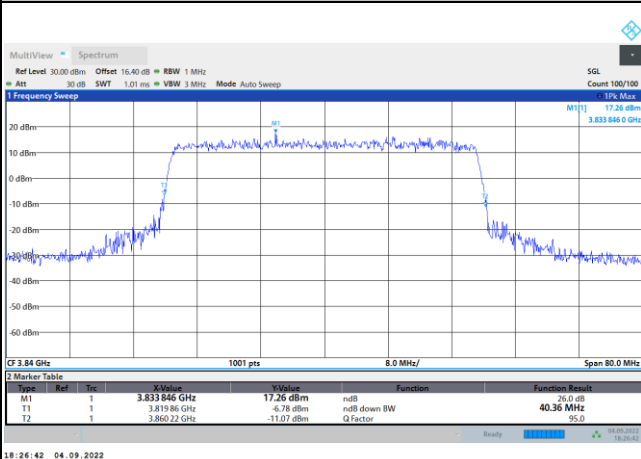 MultiView Spectrum
Ref Level 30.00 dBm Offset 16.40 dB RBW 1 MHz SGL
Att 30 dB SWT 1.01 ms VBW 3 MHz Mode Auto Sweep Count 100/100
1 Frequency Sweep 1Pk Max
M1[1] 17.26 dBm
3.833 846 0 GHz
M1
20 dBm
10 dBm
0 dBm
T1
-10 dBm
T2
-20 dBm
-30 dBm
-40 dBm
-50 dBm
-60 dBm
CF 3.84 GHz 1001 pts 8.0 MHz/ Span 80.0 MHz
2 Marker Table
Type Ref Trc X-Value Y-Value Function Function Result
M1 1 3.833 846 GHz 17.26 dBm ndB 26.0 dB
T1 1 3.819 86 GHz -6.78 dBm ndB down BW 40.36 MHz
T2 1 3.860 22 GHz -11.07 dBm Q Factor 95.0
Ready 04.09.2022
18:26:42
18:26:42 04.09.2022